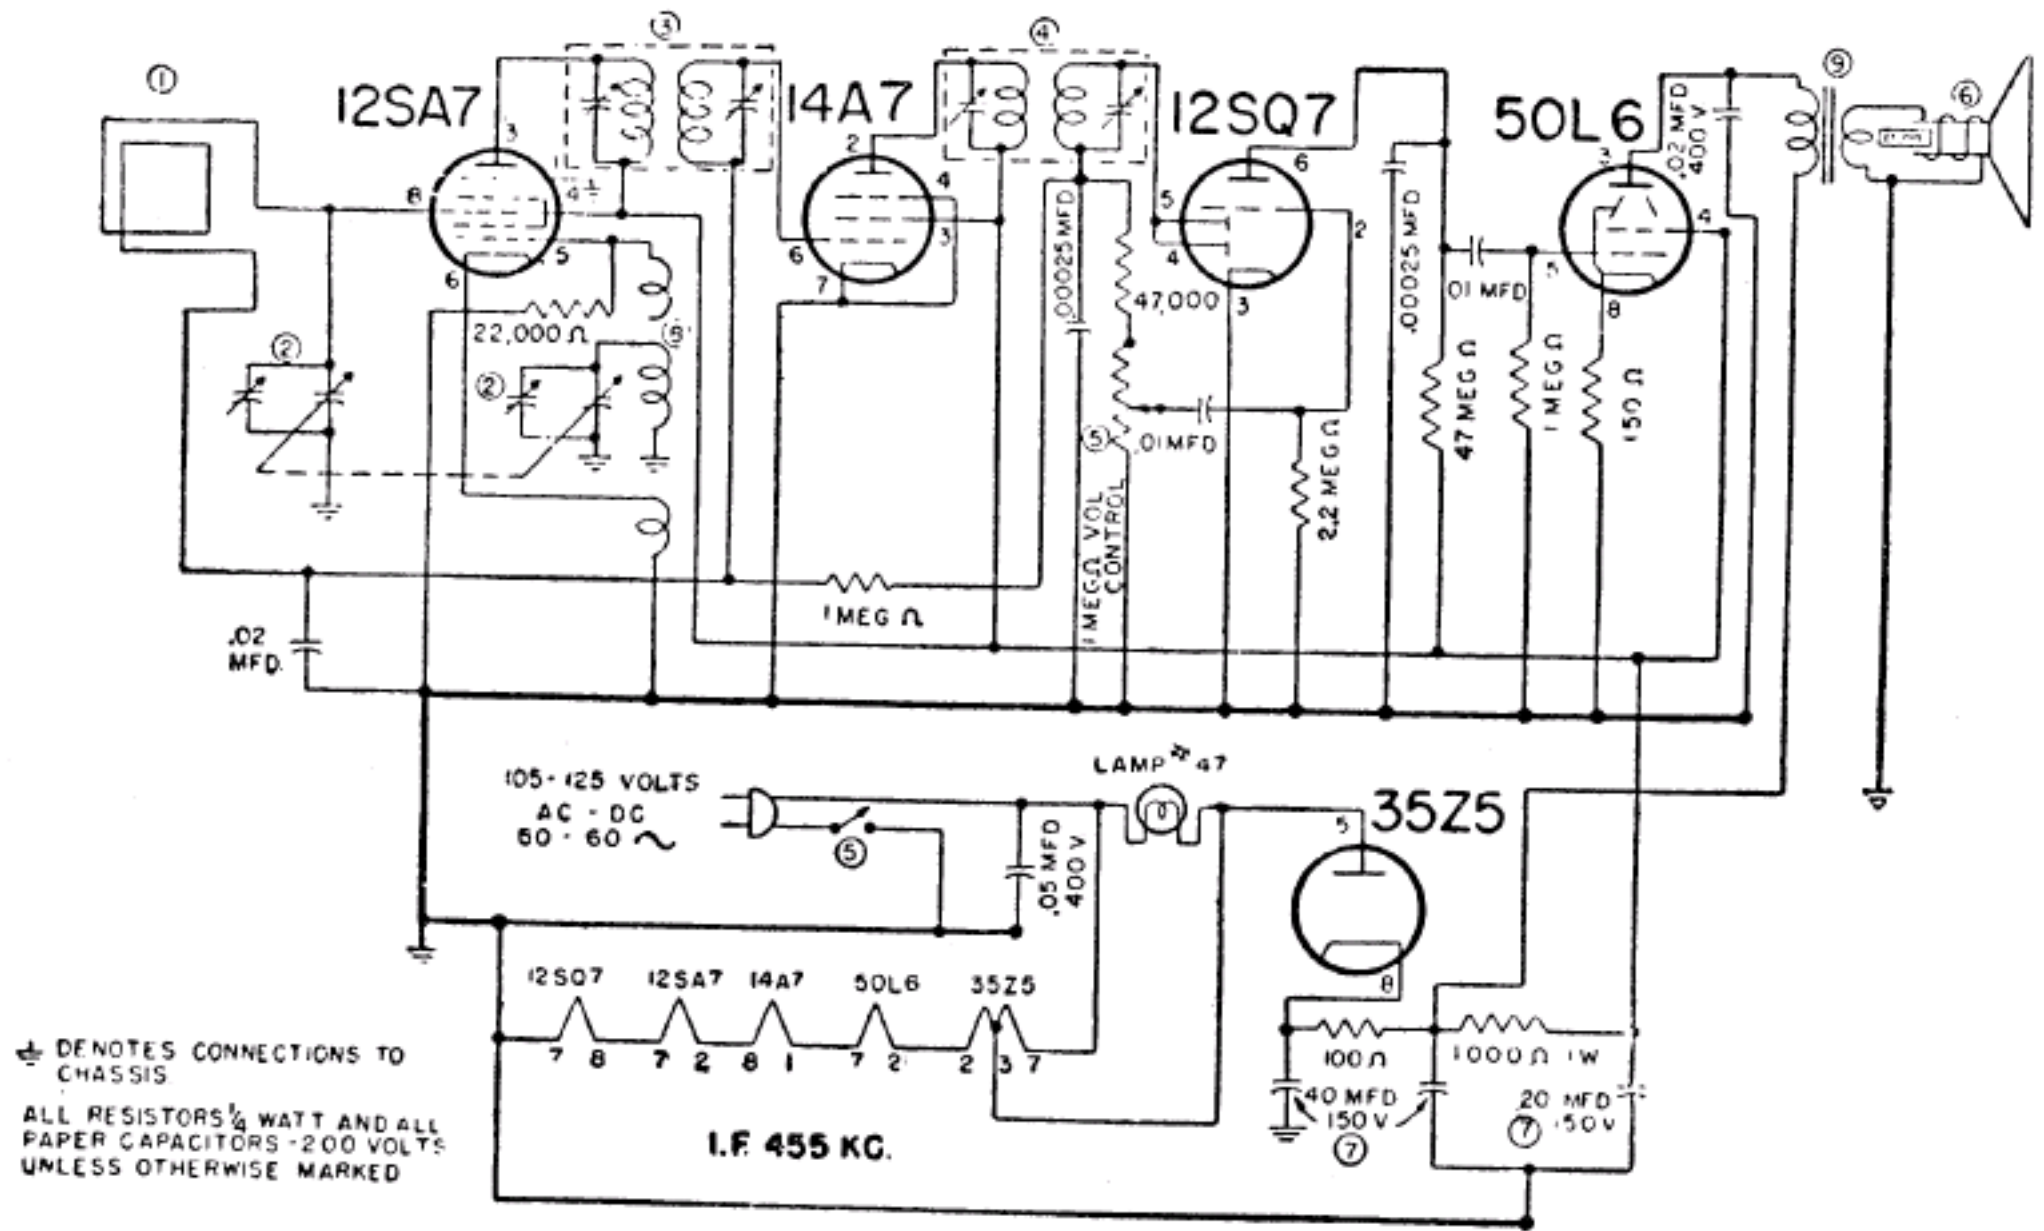 ①
③
④
⑨
⑥
12SA7
14A7
12SQ7
50L6
3
8
4
5
6
2
4
3
6
7
5
4
6
2
3
4
5
8
.02 MFD
400 V
22,000 Ω
②
②
⑧
.00025 MFD
47,000
.00025 MFD
.01 MFD
⑤
.01 MFD
1 MEG Ω VOL
CONTROL
2.2 MEG Ω
47 MEG Ω
1 MEG Ω
150 Ω
.02
MFD.
1 MEG Ω
105-125 VOLTS
AC - DC
50-60 ~
⑤
.05 MFD
400 V
LAMP # 47
35Z5
5
8
12SQ7
12SA7
14A7
50L6
35Z5
7 8 7 2 8 1 7 2 2 3 7
100 Ω
1000 Ω 1W
40 MFD
150 V
⑦
20 MFD
150 V
⑦
I.F. 455 KC.
DENOTES CONNECTIONS TO
CHASSIS
ALL RESISTORS ¼ WATT AND ALL
PAPER CAPACITORS-200 VOLTS
UNLESS OTHERWISE MARKED